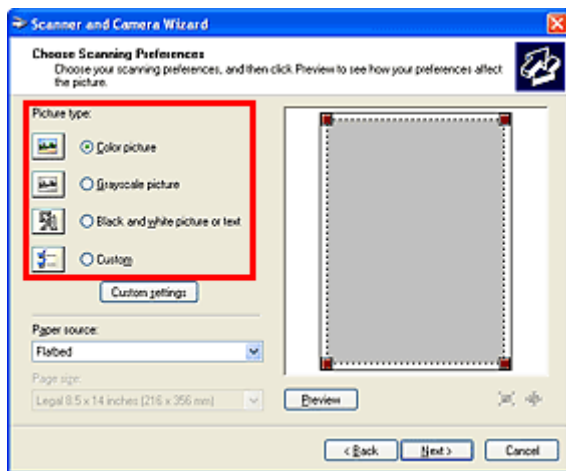 Scanner and Camera Wizard
Choose Scanning Preferences
Choose your scanning preferences, and then click Preview to see how your preferences affect
the picture.
Picture type:
Color picture
Grayscale picture
Black and white picture or text
Custom
Custom settings
Paper source:
Flatbed
Page size:
Legal 8.5 x 14 inches (216 x 356 mm)
Preview
< Back
Next >
Cancel